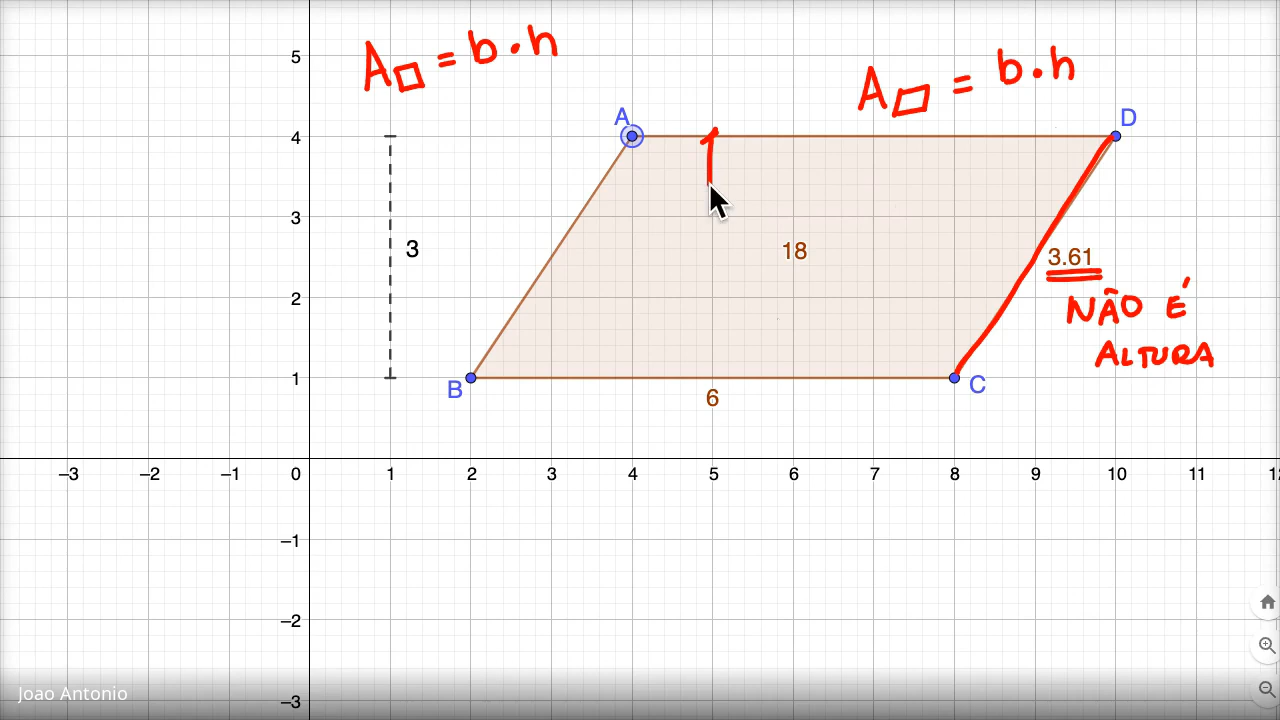 A▱ = b·h
A▱ = b·h
5
A
D
4
3
3
18
3.61
2
NÃO É
ALTURA
1
B
C
6
–3 –2 –1 0 1 2 3 4 5 6 7 8 9 10 11 12
–1
–2
–3
Joao Antonio